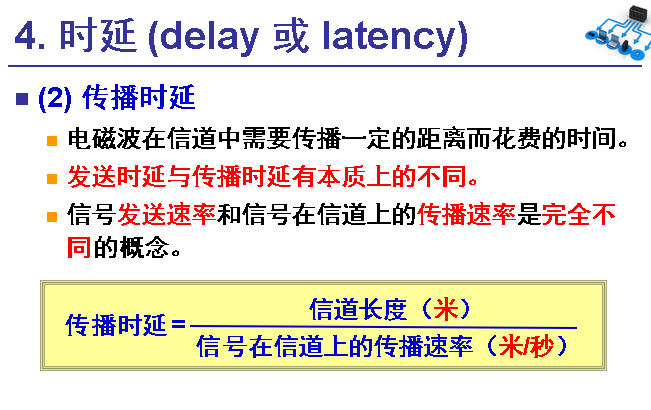 4. 时延 (delay 或 latency)
(2) 传播时延
电磁波在信道中需要传播一定的距离而花费的时间。
发送时延与传播时延有本质上的不同。
信号发送速率和信号在信道上的传播速率是完全不
同的概念。
信道长度（米）
传播时延=
信号在信道上的传播速率（米/秒）